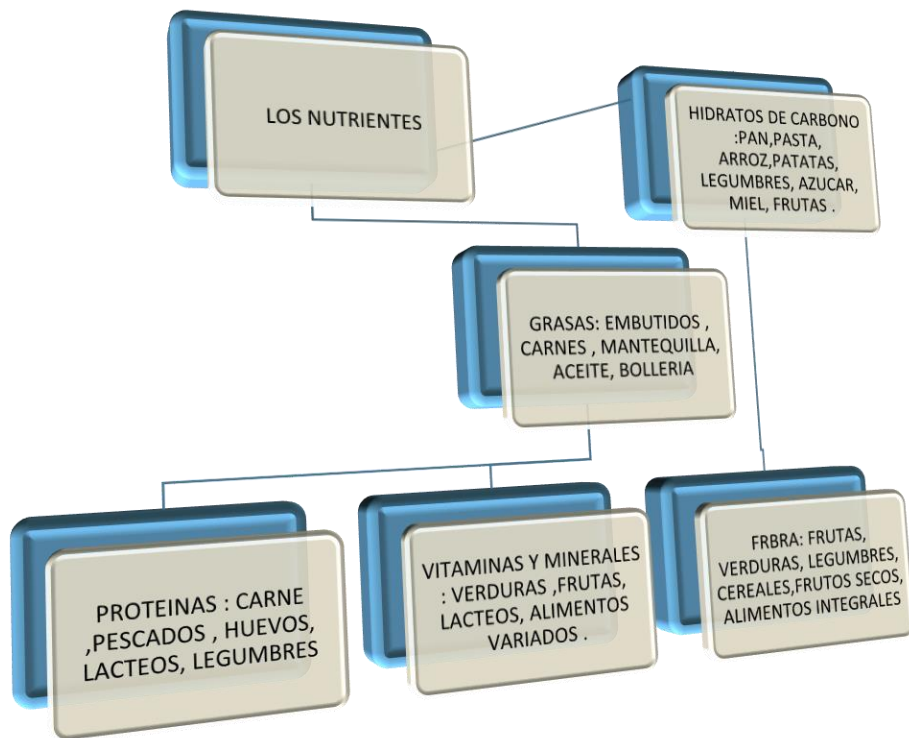 LOS NUTRIENTES
HIDRATOS DE CARBONO
:PAN,PASTA,
ARROZ,PATATAS,
LEGUMBRES, AZUCAR,
MIEL, FRUTAS .
GRASAS: EMBUTIDOS ,
CARNES , MANTEQUILLA,
ACEITE, BOLLERIA
PROTEINAS : CARNE
,PESCADOS , HUEVOS,
LACTEOS, LEGUMBRES
VITAMINAS Y MINERALES
: VERDURAS ,FRUTAS,
LACTEOS, ALIMENTOS
VARIADOS .
FRBRA: FRUTAS,
VERDURAS, LEGUMBRES,
CEREALES,FRUTOS SECOS,
ALIMENTOS INTEGRALES